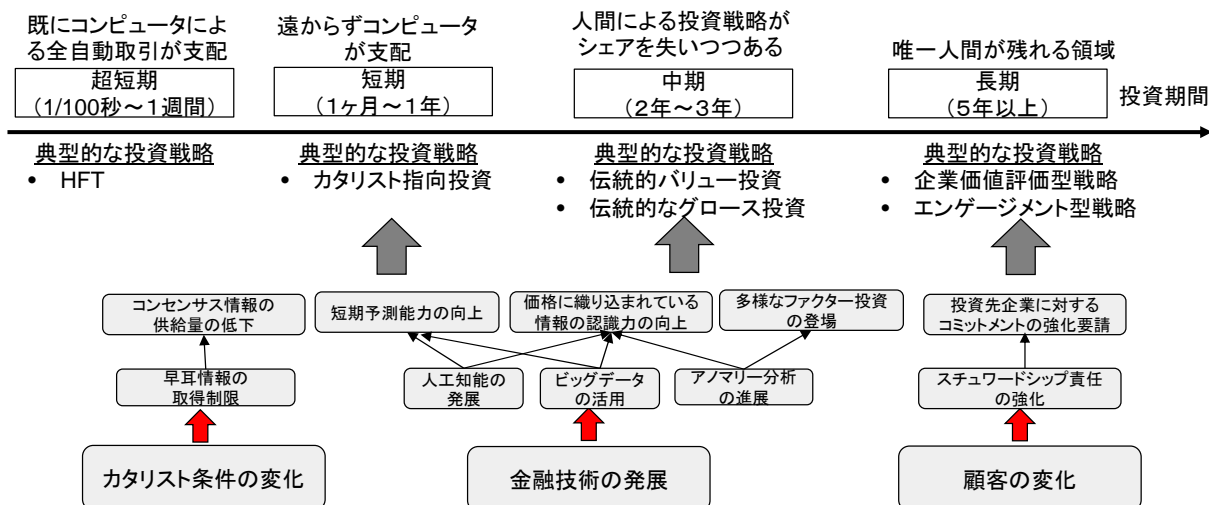 既にコンピュータによ
る全自動取引が支配
超短期
(1/100秒~1週間)
遠からずコンピュータ
が支配
短期
(1ヶ月~1年)
人間による投資戦略が
シェアを失いつつある
中期
(2年~3年)
唯一人間が残れる領域
長期
(5年以上)
投資期間
典型的な投資戦略
• HFT
典型的な投資戦略
• カタリスト指向投資
典型的な投資戦略
• 伝統的バリュー投資
• 伝統的なグロース投資
典型的な投資戦略
• 企業価値評価型戦略
• エンゲージメント型戦略
コンセンサス情報の
供給量の低下
短期予測能力の向上
価格に織り込まれている
情報の認識力の向上
多様なファクター投資
の登場
投資先企業に対する
コミットメントの強化要請
早耳情報の
取得制限
人工知能の
発展
ビッグデータ
の活用
アノマリー分析
の進展
スチュワードシップ責任
の強化
カタリスト条件の変化
金融技術の発展
顧客の変化